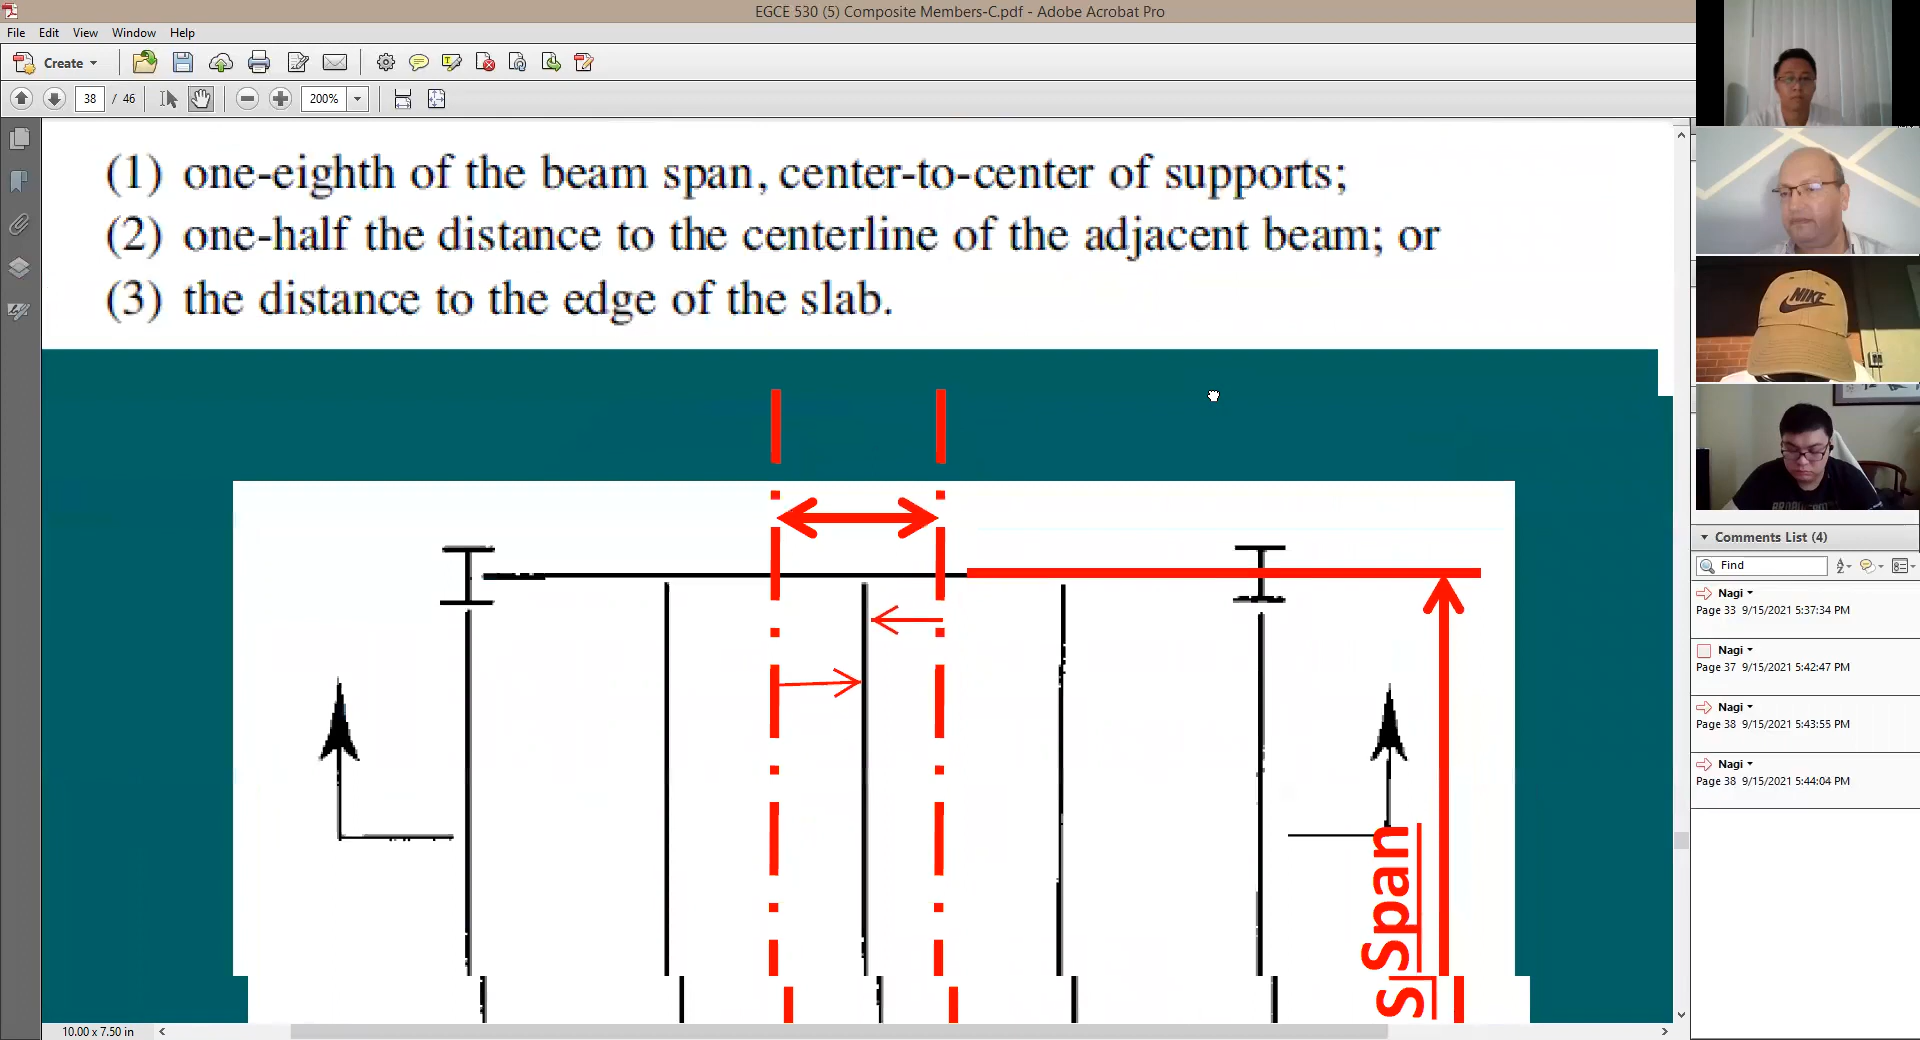 EGCE 530 (5) Composite Members-C.pdf - Adobe Acrobat Pro
File Edit View Window Help
Create
38 / 46 200%
(1) one-eighth of the beam span, center-to-center of supports;
(2) one-half the distance to the centerline of the adjacent beam; or
(3) the distance to the edge of the slab.
Span
S
10.00 x 7.50 in
NIKE
Comments List (4)
Find
Nagi
Page 33 9/15/2021 5:37:34 PM
Nagi
Page 37 9/15/2021 5:42:47 PM
Nagi
Page 38 9/15/2021 5:43:55 PM
Nagi
Page 38 9/15/2021 5:44:04 PM